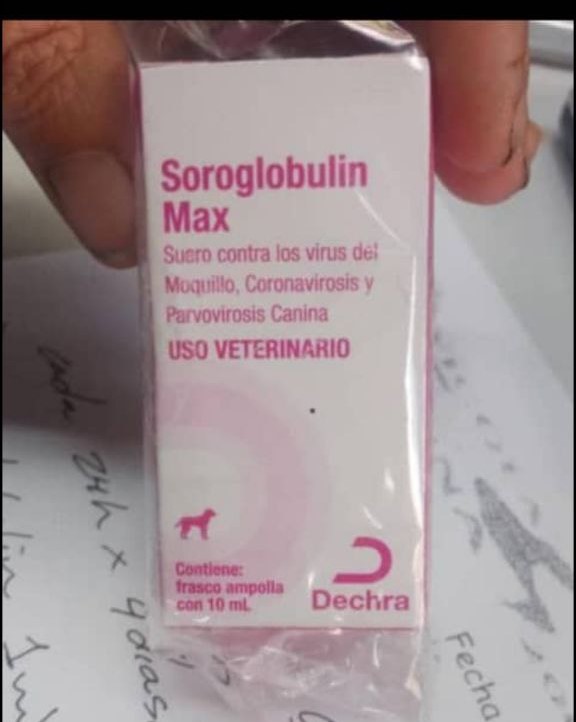 Soroglobulin
Max
Suero contra los virus del
Moquillo, Coronavirosis y
Parvovirosis Canina
USO VETERINARIO
Contiene:
frasco ampolla
con 10 mL
Dechra
cada 24h x 4 dias
Fecha